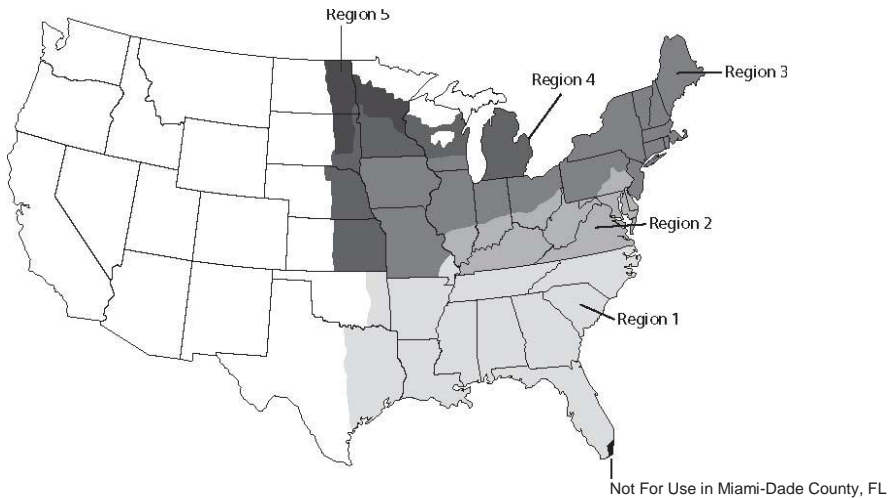 Region 5
Region 4
Region 3
Region 2
Region 1
Not For Use in Miami-Dade County, FL